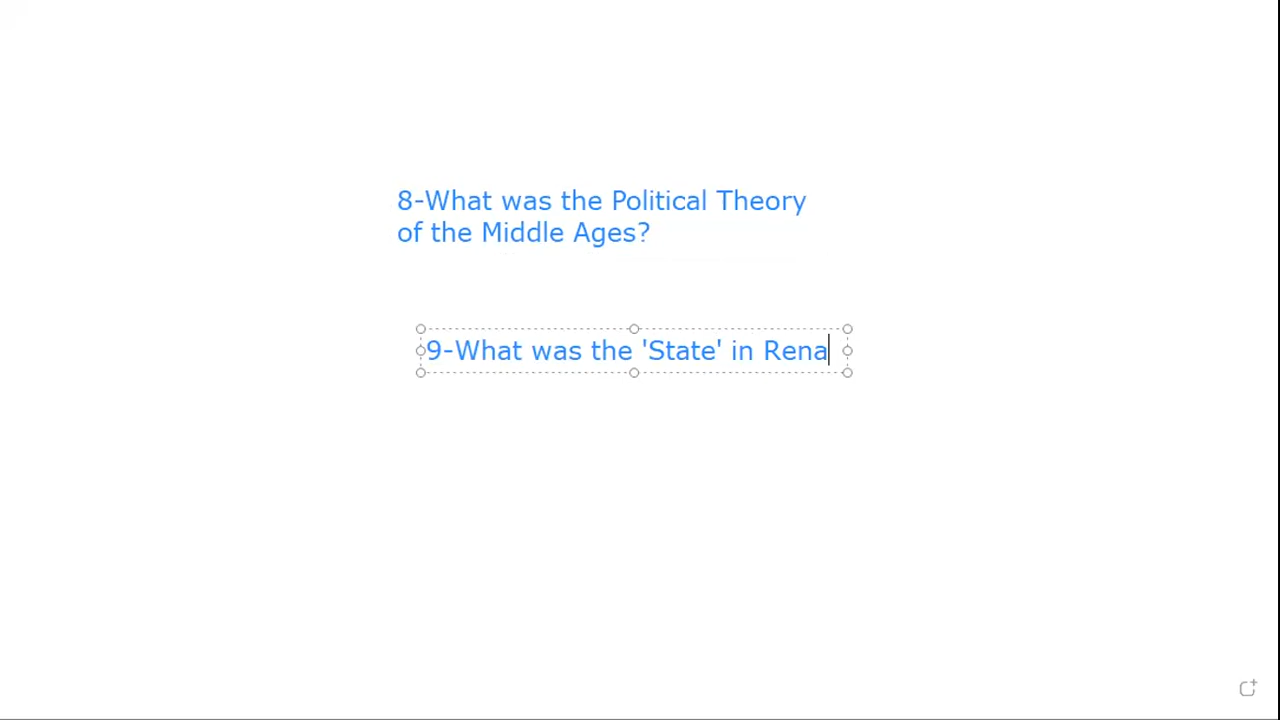 8-What was the Political Theory
of the Middle Ages?
9-What was the 'State' in Rena